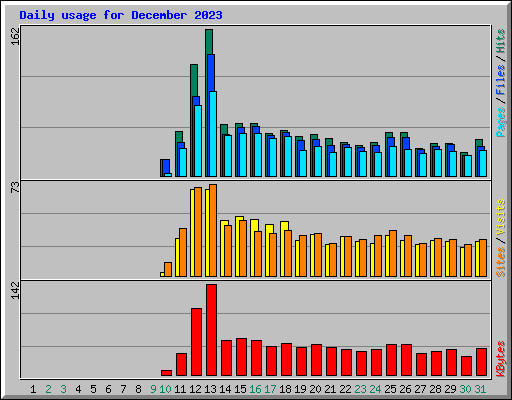 Daily usage for December 2023
162
73
142
Pages / Files / Hits
Sites / Visits
KBytes
1 2 3 4 5 6 7 8 9 10 11 12 13 14 15 16 17 18 19 20 21 22 23 24 25 26 27 28 29 30 31